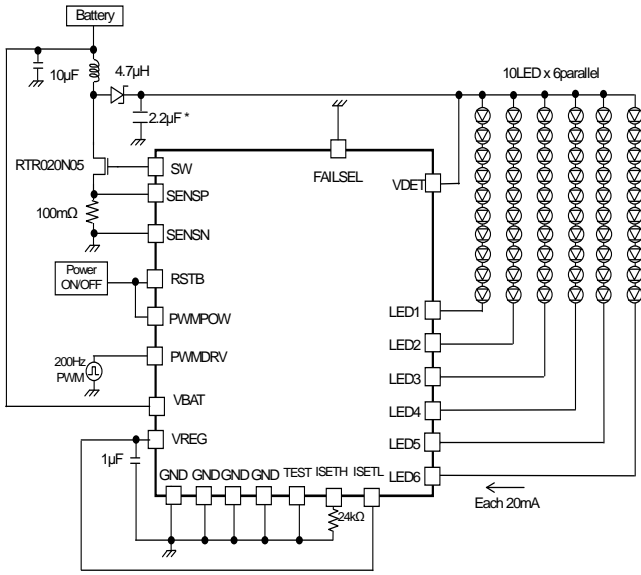 Battery
10μF
4.7μH
10LED x 6parallel
2.2μF *
RTR020N05
SW
FAILSEL
VDET
SENSP
100mΩ
SENSN
Power
ON/OFF
RSTB
PWMPOW
LED1
LED2
200Hz
PWM
PWMDRV
LED3
VBAT
LED4
VREG
LED5
1μF
GND
GND
GND
GND
TEST
ISETH
ISETL
LED6
24kΩ
Each 20mA